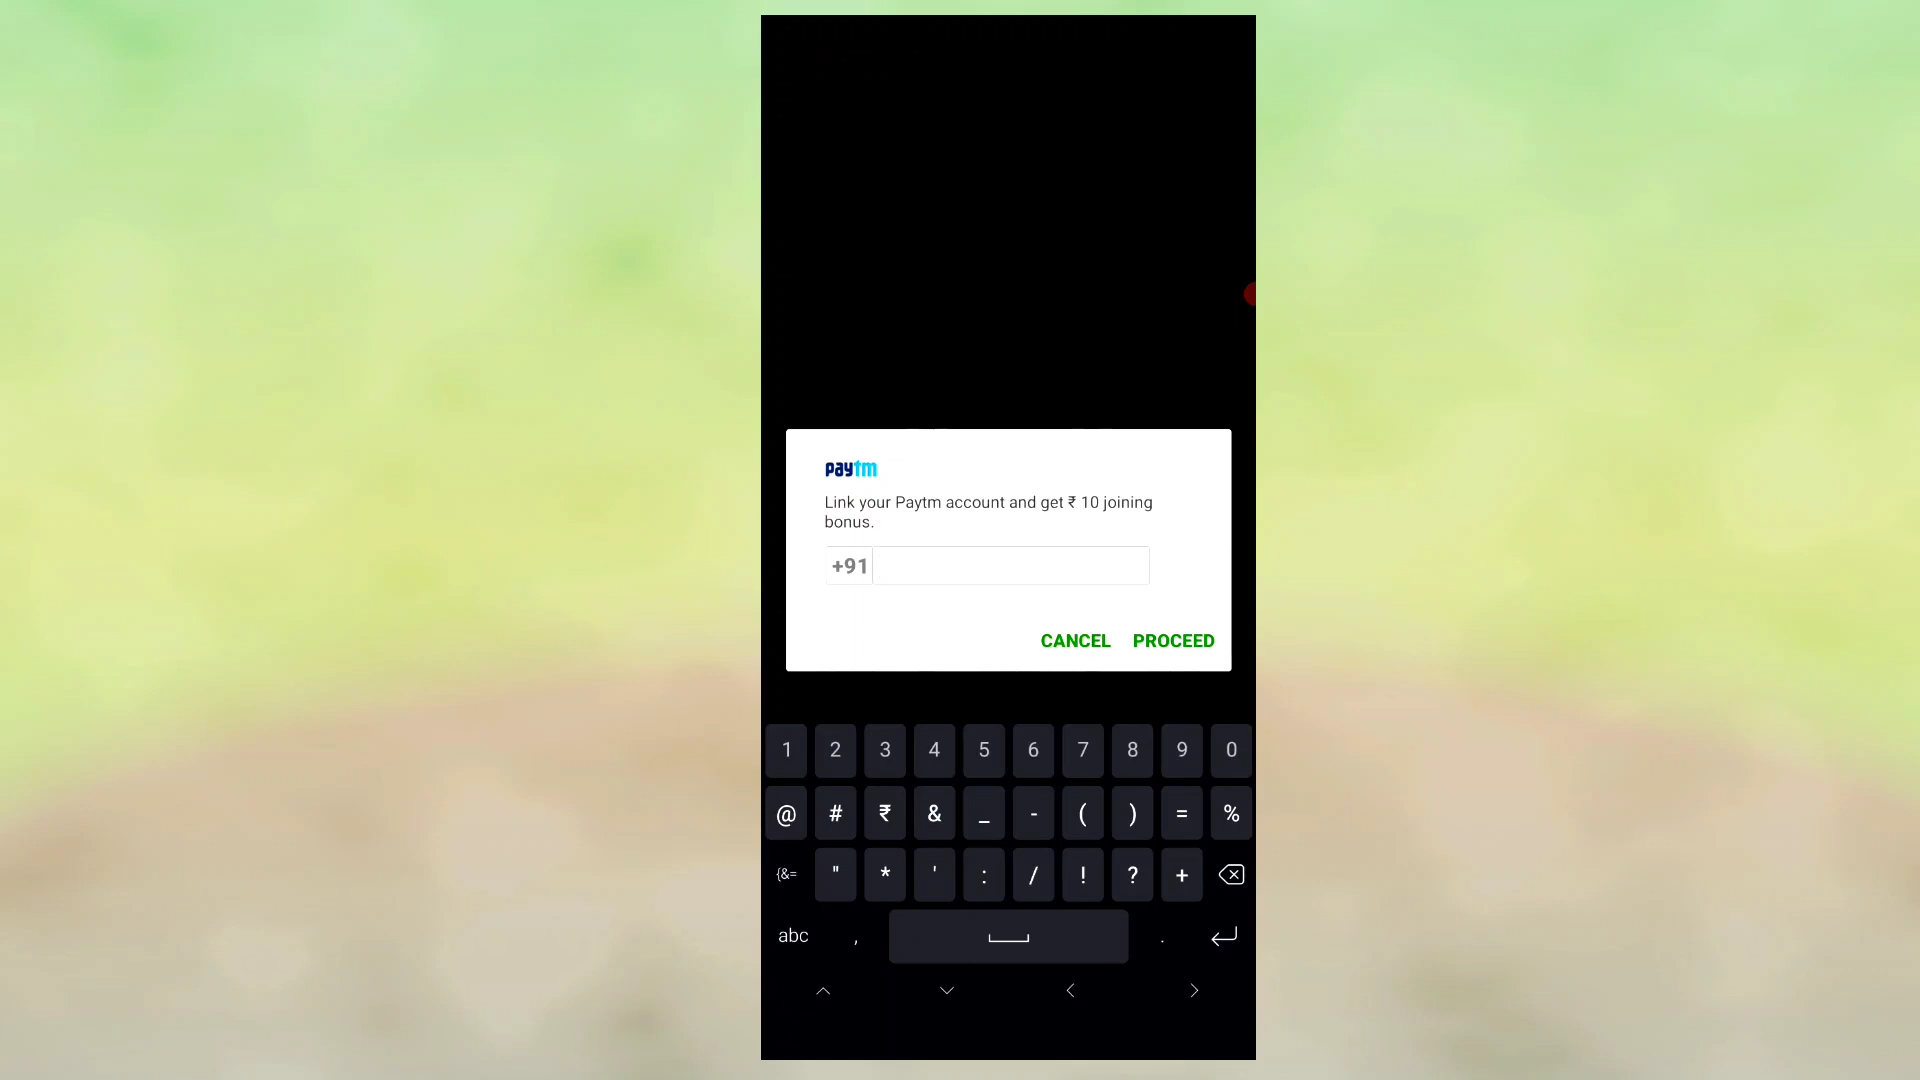 paytm
Link your Paytm account and get ₹ 10 joining
bonus.
+91
CANCEL PROCEED
1 2 3 4 5 6 7 8 9 0
@ # ₹ & _ - ( ) = %
{&= " * ' : / ! ? +
abc , .